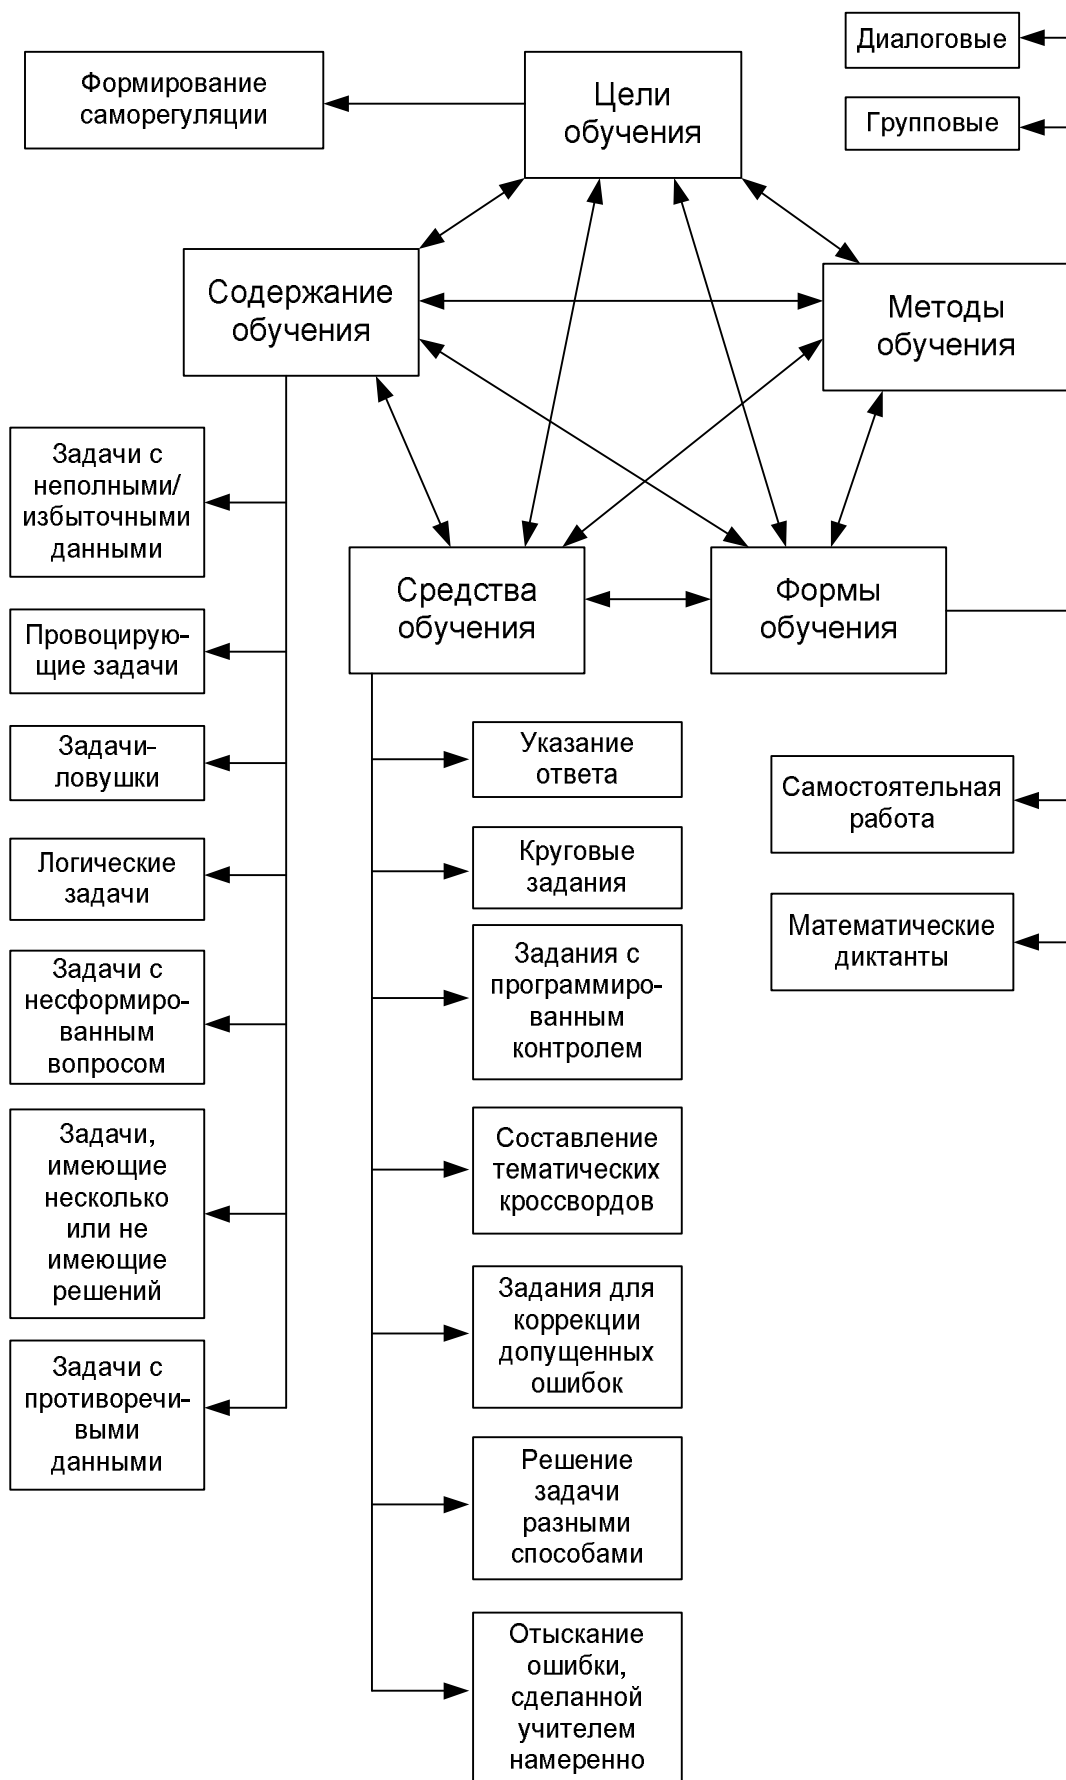 Диалоговые
Формирование
саморегуляции
Цели
обучения
Групповые
Содержание
обучения
Методы
обучения
Задачи с
неполными/
избыточными
данными
Средства
обучения
Формы
обучения
Провоцирую-
щие задачи
Задачи-
ловушки
Указание
ответа
Самостоятельная
работа
Логические
задачи
Круговые
задания
Математические
диктанты
Задачи с
несформиро-
ванным
вопросом
Задания с
программиро-
ванным
контролем
Задачи,
имеющие
несколько
или не
имеющие
решений
Составление
тематических
кроссвордов
Задания для
коррекции
допущенных
ошибок
Задачи с
противоречи-
выми
данными
Решение
задачи
разными
способами
Отыскание
ошибки,
сделанной
учителем
намеренно